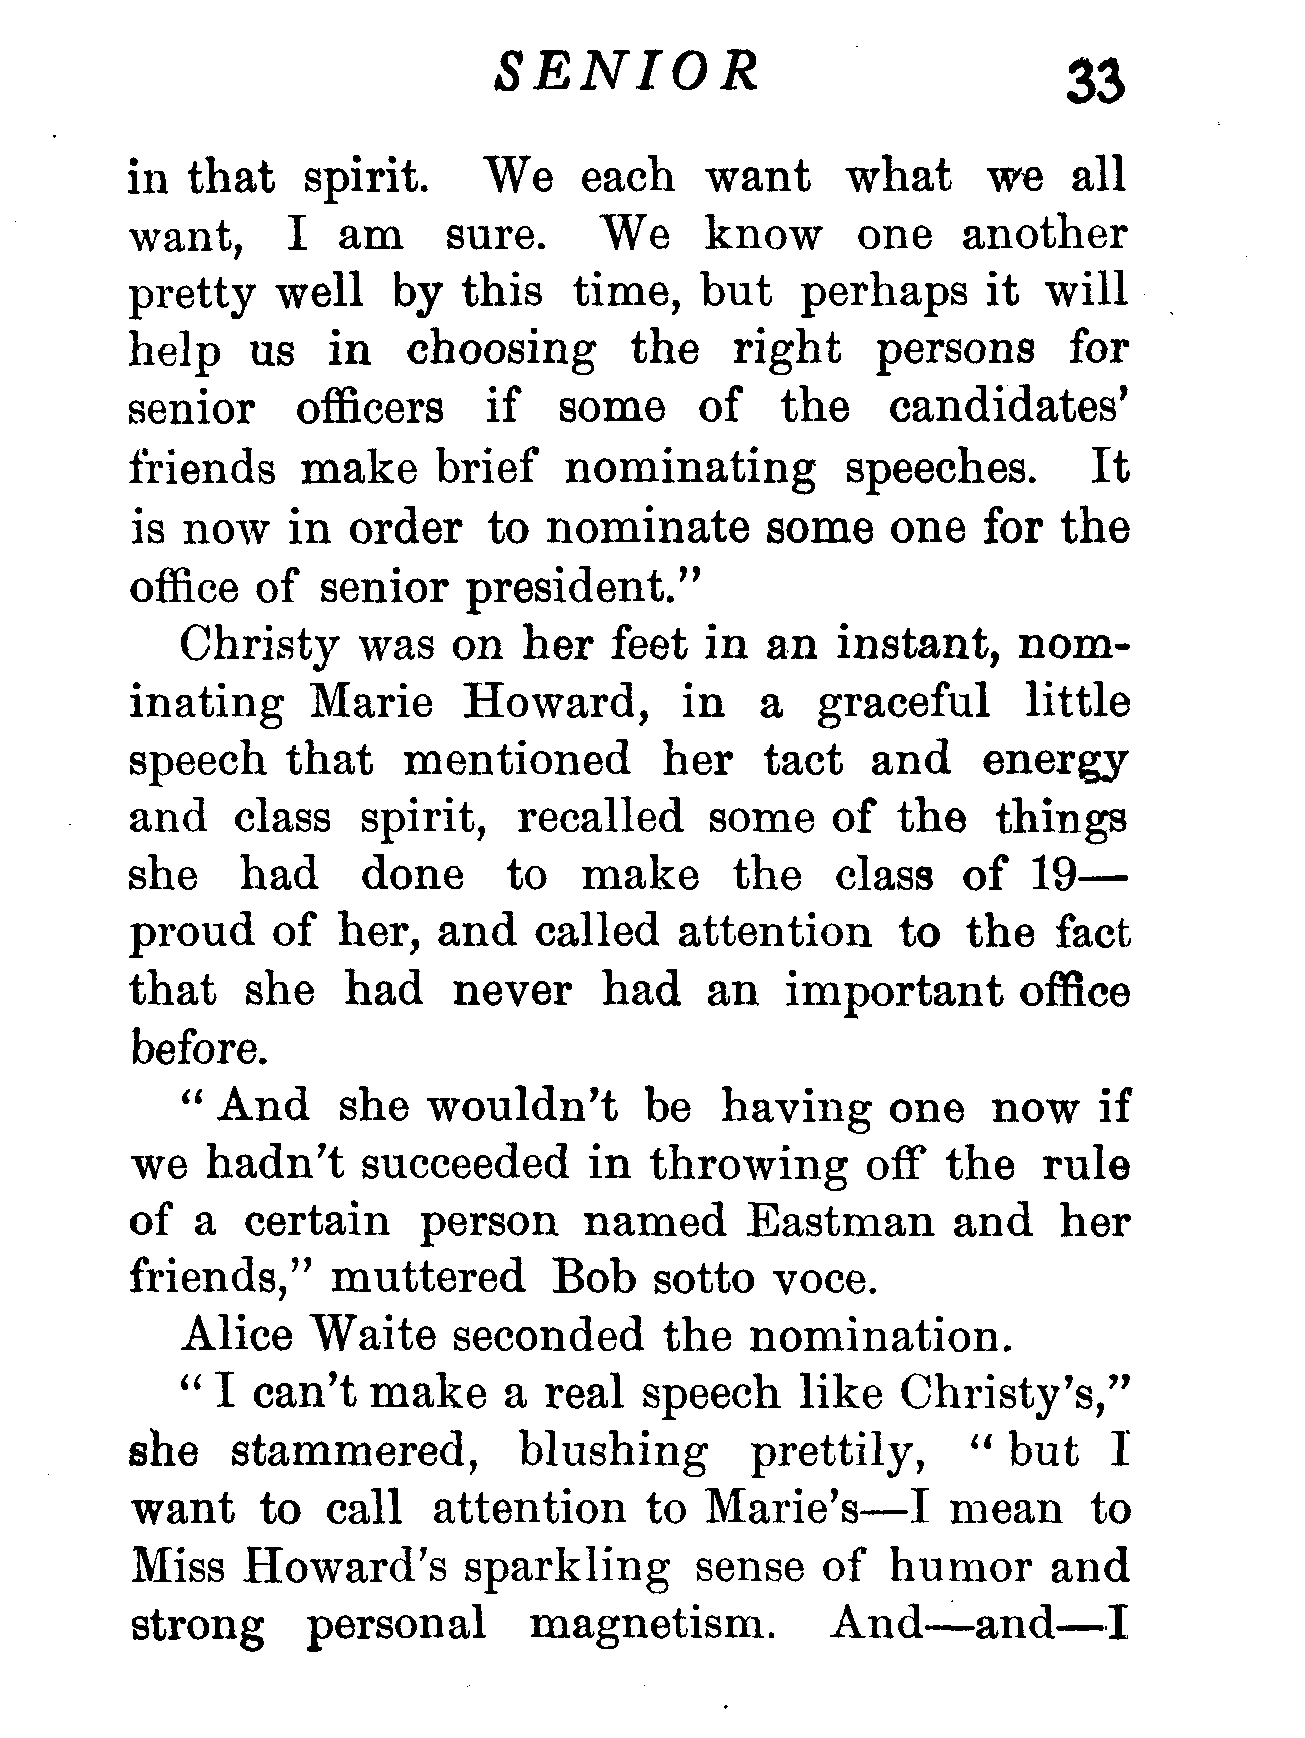 SENIOR 33
in that spirit. We each want what we all
want, I am sure. We know one another
pretty well by this time, but perhaps it will
help us in choosing the right persons for
senior officers if some of the candidates'
friends make brief nominating speeches. It
is now in order to nominate some one for the
office of senior president."
Christy was on her feet in an instant, nom-
inating Marie Howard, in a graceful little
speech that mentioned her tact and energy
and class spirit, recalled some of the things
she had done to make the class of 19—
proud of her, and called attention to the fact
that she had never had an important office
before.
" And she wouldn't be having one now if
we hadn't succeeded in throwing off the rule
of a certain person named Eastman and her
friends," muttered Bob sotto voce.
Alice Waite seconded the nomination.
" I can't make a real speech like Christy's,"
she stammered, blushing prettily, " but I
want to call attention to Marie's—I mean to
Miss Howard's sparkling sense of humor and
strong personal magnetism. And—and—I